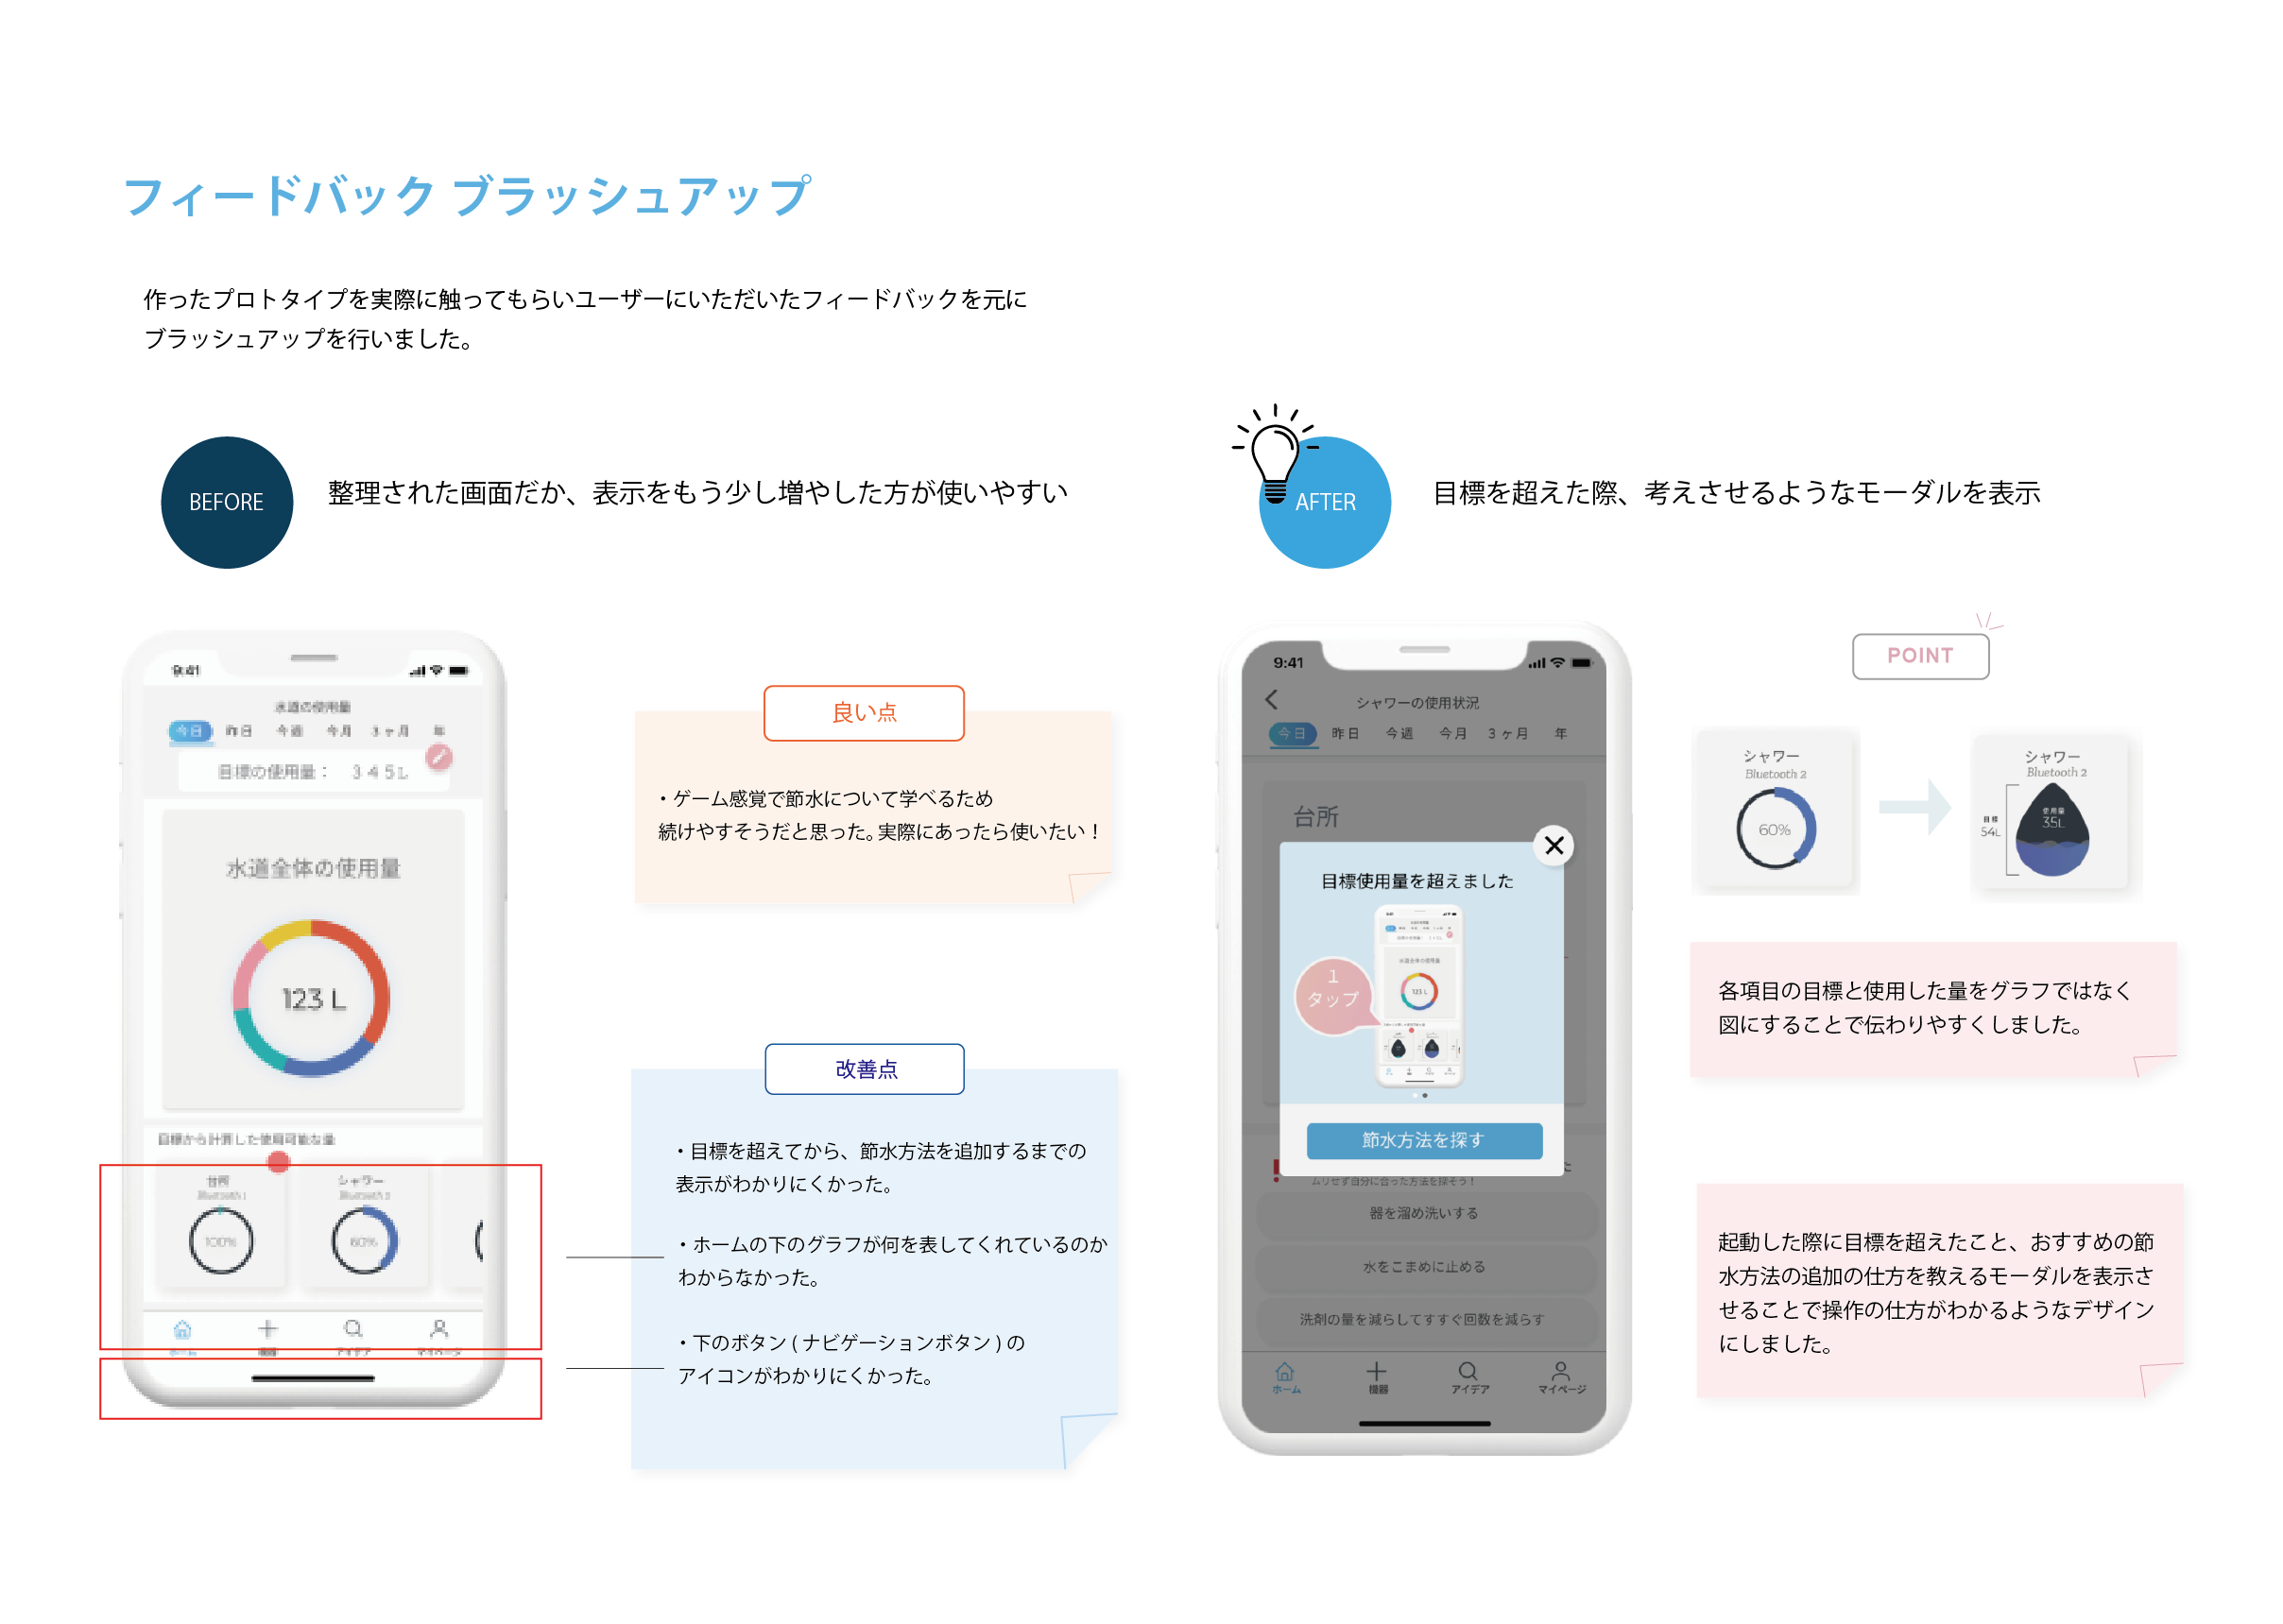 フィードバック ブラッシュアップ
作ったプロトタイプを実際に触ってもらいユーザーにいただいたフィードバックを元に
ブラッシュアップを行いました。
BEFORE
整理された画面だか、表示をもう少し増やした方が使いやすい
9:41
水道の使用量
今日 昨日 今週 今月 3ヶ月 年
目標の使用量： 345L
水道全体の使用量
123 L
目標から計算した使用可能な量
台所
Bluetooth 1
100%
シャワー
Bluetooth 2
60%
ホーム 機器 アイデア マイページ
良い点
・ゲーム感覚で節水について学べるため
続けやすそうだと思った。実際にあったら使いたい！
改善点
・目標を超えてから、節水方法を追加するまでの
表示がわかりにくかった。
・ホームの下のグラフが何を表してくれているのか
わからなかった。
・下のボタン ( ナビゲーションボタン ) の
アイコンがわかりにくかった。
AFTER
目標を超えた際、考えさせるようなモーダルを表示
9:41
シャワーの使用状況
今日 昨日 今週 今月 3ヶ月 年
台所
目標使用量を超えました
水道全体の使用量
123 L
1
タップ
節水方法を探す
ムリせず自分に合った方法を探そう！
器を溜め洗いする
水をこまめに止める
洗剤の量を減らしてすすぐ回数を減らす
ホーム 機器 アイデア マイページ
POINT
シャワー
Bluetooth 2
60%
シャワー
Bluetooth 2
目標
54L
使用量
35L
各項目の目標と使用した量をグラフではなく
図にすることで伝わりやすくしました。
起動した際に目標を超えたこと、おすすめの節
水方法の追加の仕方を教えるモーダルを表示さ
せることで操作の仕方がわかるようなデザイン
にしました。